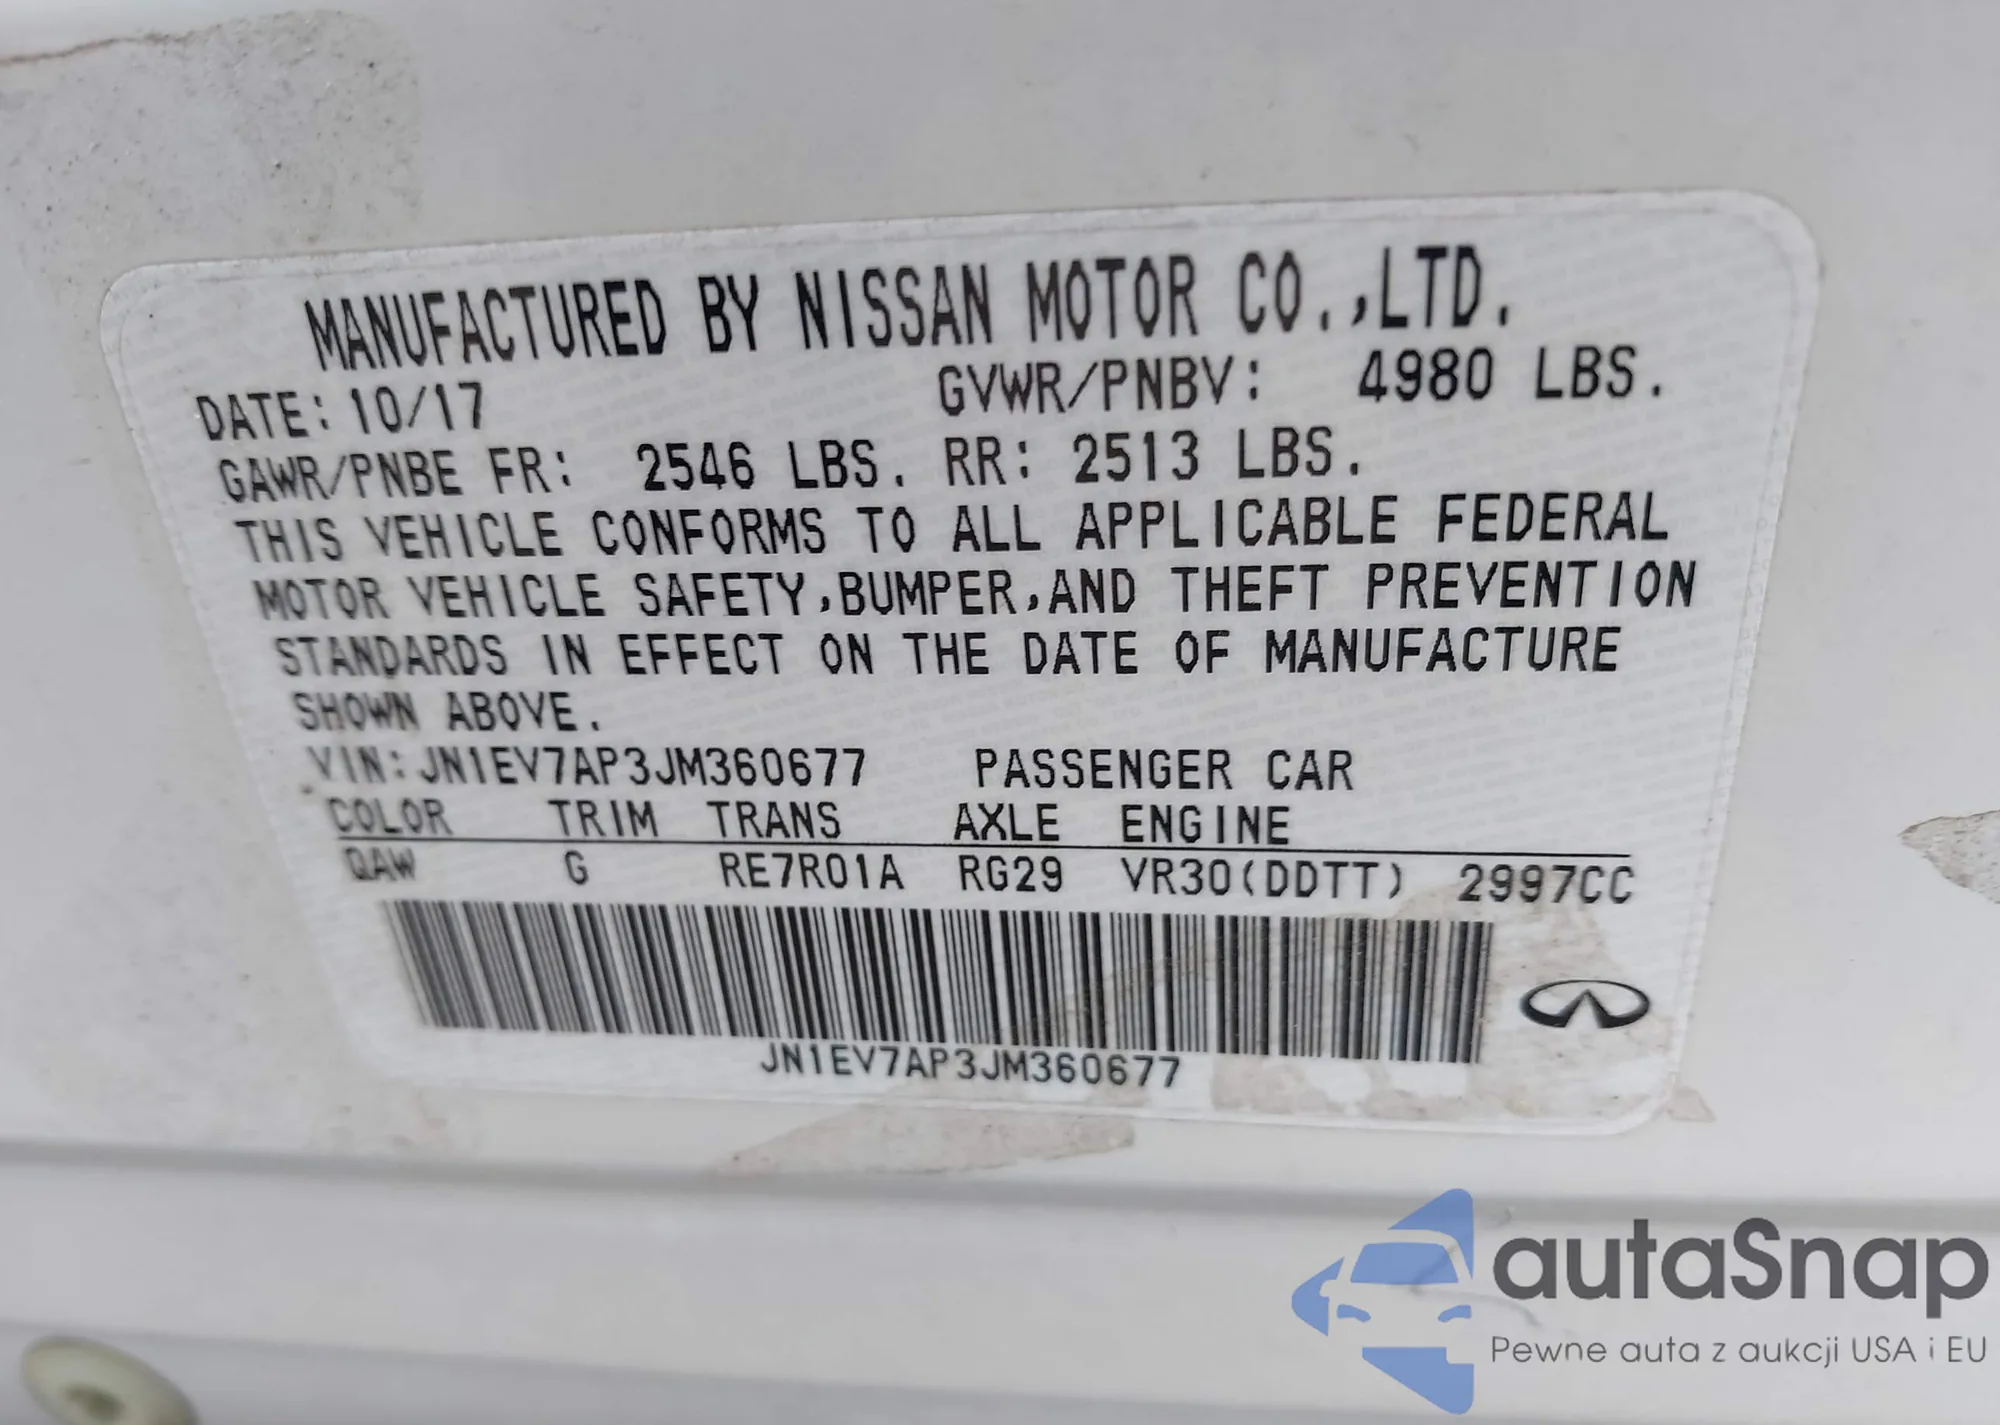 MANUFACTURED BY NISSAN MOTOR CO.,LTD.
DATE: 10/17 GVWR/PNBV: 4980 LBS.
GAWR/PNBE FR: 2546 LBS. RR: 2513 LBS.
THIS VEHICLE CONFORMS TO ALL APPLICABLE FEDERAL
MOTOR VEHICLE SAFETY,BUMPER,AND THEFT PREVENTION
STANDARDS IN EFFECT ON THE DATE OF MANUFACTURE
SHOWN ABOVE.
VIN:JN1EV7AP3JM360677 PASSENGER CAR
COLOR TRIM TRANS AXLE ENGINE
QAW G RE7R01A RG29 VR30(DDTT) 2997CC
JN1EV7AP3JM360677
autaSnap
Pewne auta z aukcji USA i EU